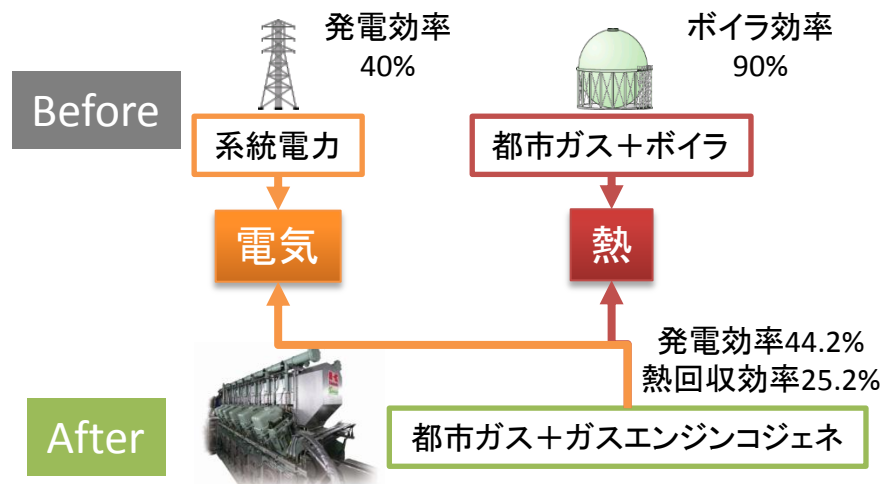 発電効率
40%
ボイラ効率
90%
Before
系統電力
都市ガス＋ボイラ
電気
熱
発電効率44.2%
熱回収効率25.2%
After
都市ガス＋ガスエンジンコジェネ